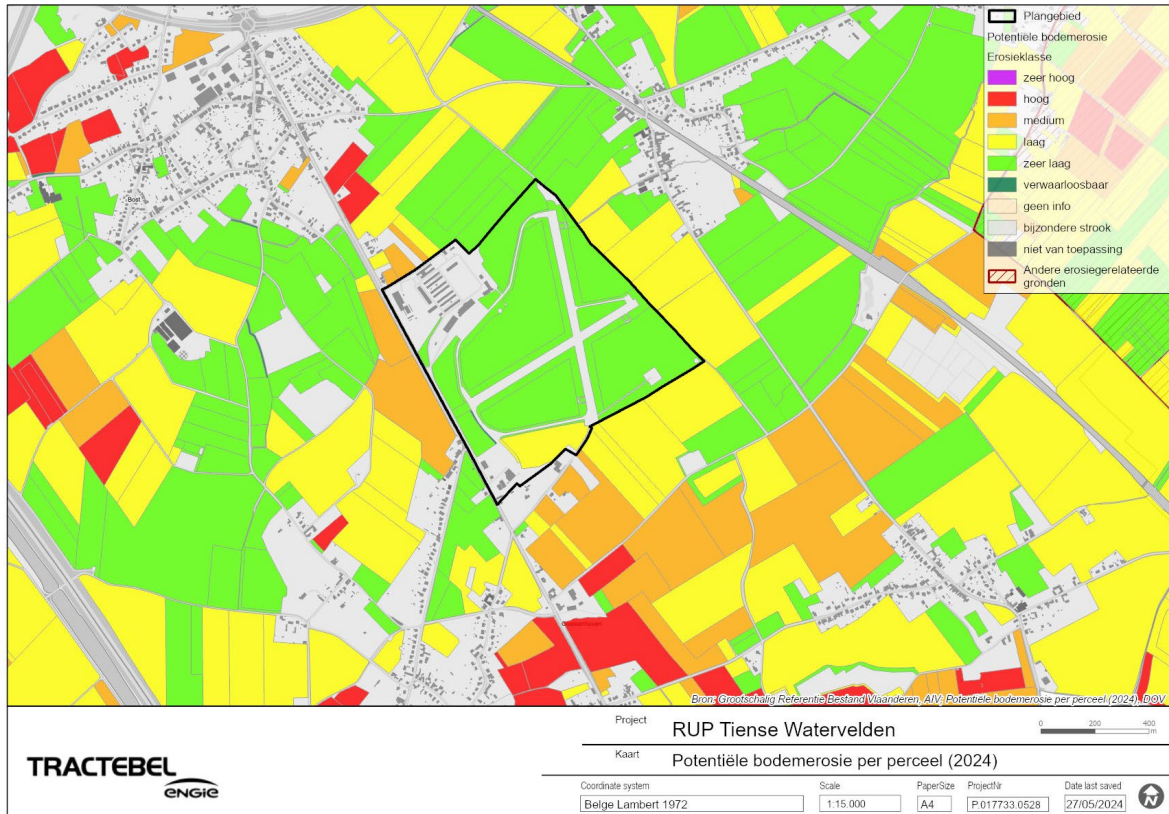 Plangebied
Potentiële bodemerosie
Erosieklasse
zeer hoog
hoog
medium
laag
zeer laag
verwaarloosbaar
geen info
bijzondere strook
niet van toepassing
Andere erosiegerelateerde
gronden
Bost
Bron: Grootschalig Referentie Bestand Vlaanderen, AIV; Potentiële bodemerosie per perceel (2024), DOV
Project
RUP Tiense Watervelden
0 200 400
m
Kaart
Potentiële bodemerosie per perceel (2024)
TRACTEBEL
ENGIE
Coordinate system
Scale
PaperSize
ProjectNr
Date last saved
Belge Lambert 1972
1:15.000
A4
P.017733.0528
27/05/2024
N